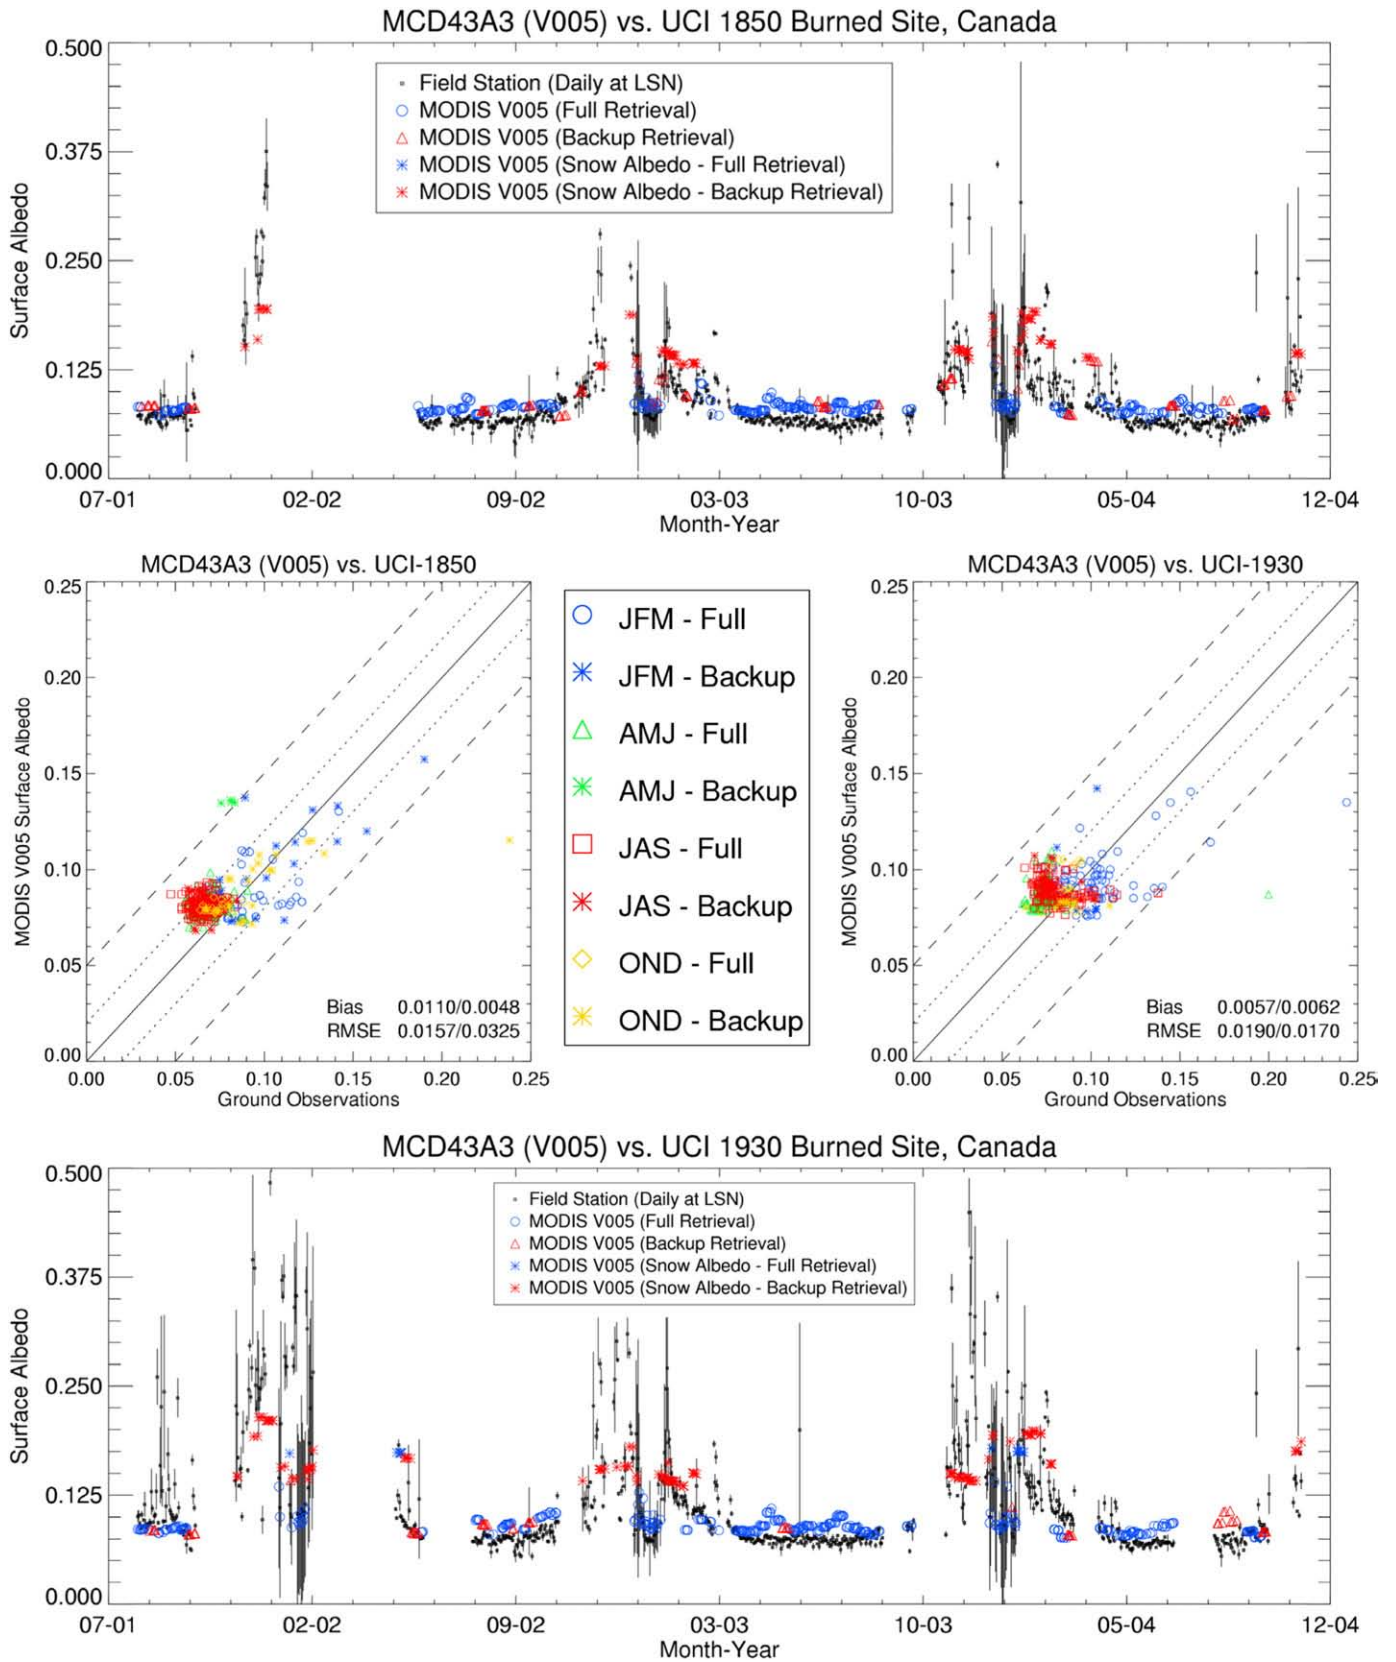 MCD43A3 (V005) vs. UCI 1850 Burned Site, Canada
0.500
0.375
0.250
0.125
0.000
Surface Albedo
Field Station (Daily at LSN)
MODIS V005 (Full Retrieval)
MODIS V005 (Backup Retrieval)
MODIS V005 (Snow Albedo - Full Retrieval)
MODIS V005 (Snow Albedo - Backup Retrieval)
07-01 02-02 09-02 03-03 10-03 05-04 12-04
Month-Year
MCD43A3 (V005) vs. UCI-1850
0.25
0.20
0.15
0.10
0.05
0.00
MODIS V005 Surface Albedo
Bias 0.0110/0.0048
RMSE 0.0157/0.0325
0.00 0.05 0.10 0.15 0.20 0.25
Ground Observations
JFM - Full
JFM - Backup
AMJ - Full
AMJ - Backup
JAS - Full
JAS - Backup
OND - Full
OND - Backup
MCD43A3 (V005) vs. UCI-1930
0.25
0.20
0.15
0.10
0.05
0.00
MODIS V005 Surface Albedo
Bias 0.0057/0.0062
RMSE 0.0190/0.0170
0.00 0.05 0.10 0.15 0.20 0.25
Ground Observations
MCD43A3 (V005) vs. UCI 1930 Burned Site, Canada
0.500
0.375
0.250
0.125
0.000
Surface Albedo
Field Station (Daily at LSN)
MODIS V005 (Full Retrieval)
MODIS V005 (Backup Retrieval)
MODIS V005 (Snow Albedo - Full Retrieval)
MODIS V005 (Snow Albedo - Backup Retrieval)
07-01 02-02 09-02 03-03 10-03 05-04 12-04
Month-Year